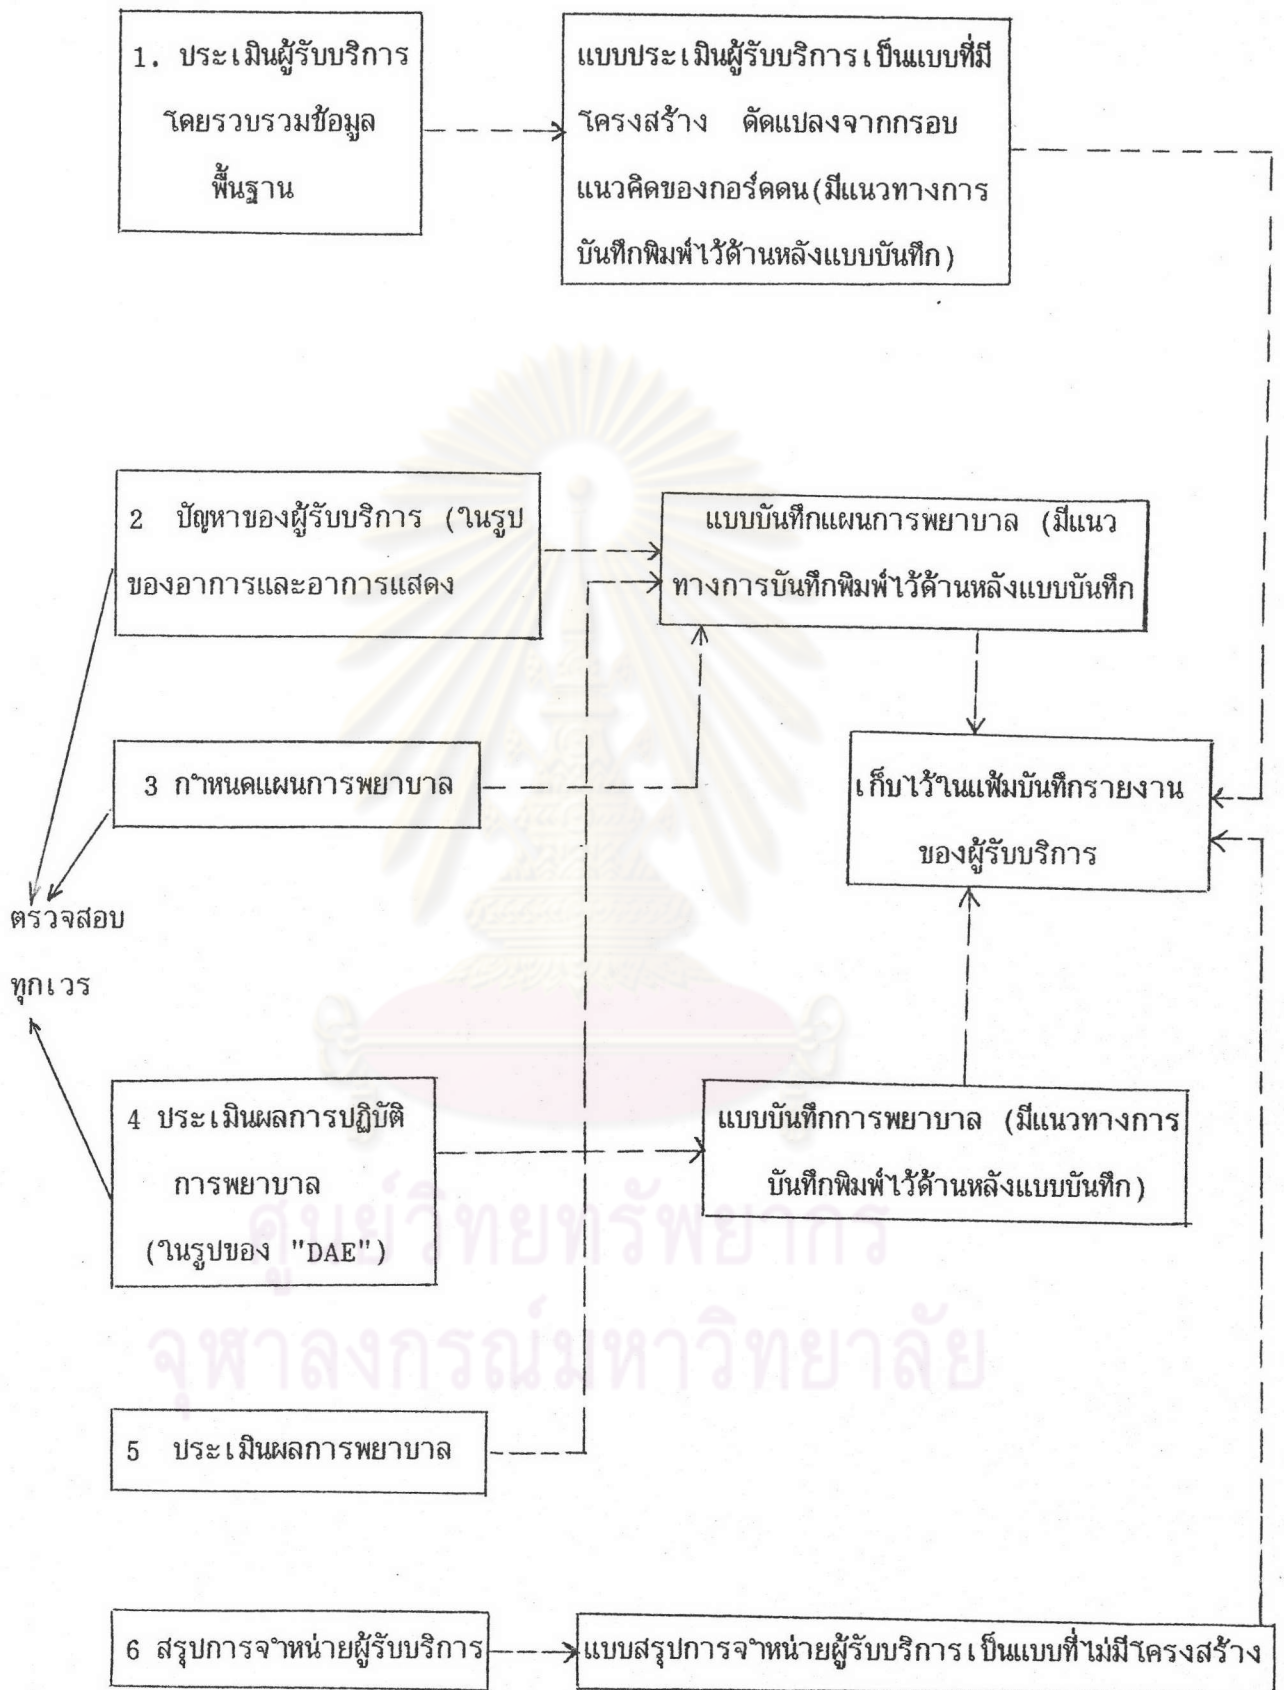 1. ประเมินผู้รับบริการ
โดยรวบรวมข้อมูล
พื้นฐาน
แบบประเมินผู้รับบริการเป็นแบบที่มี
โครงสร้าง ดัดแปลงจากกรอบ
แนวคิดของกอร์ดดน(มีแนวทางการ
บันทึกพิมพ์ไว้ด้านหลังแบบบันทึก)
2 ปัญหาของผู้รับบริการ (ในรูป
ของอาการและอาการแสดง
แบบบันทึกแผนการพยาบาล (มีแนว
ทางการบันทึกพิมพ์ไว้ด้านหลังแบบบันทึก
3 กำหนดแผนการพยาบาล
เก็บไว้ในแฟ้มบันทึกรายงาน
ของผู้รับบริการ
ตรวจสอบ
ทุกเวร
4 ประเมินผลการปฏิบัติ
การพยาบาล
(ในรูปของ "DAE")
แบบบันทึกการพยาบาล (มีแนวทางการ
บันทึกพิมพ์ไว้ด้านหลังแบบบันทึก)
ศูนย์วิทยทรัพยากร
จุฬาลงกรณ์มหาวิทยาลัย
5 ประเมินผลการพยาบาล
6 สรุปการจำหน่ายผู้รับบริการ
แบบสรุปการจำหน่ายผู้รับบริการเป็นแบบที่ไม่มีโครงสร้าง